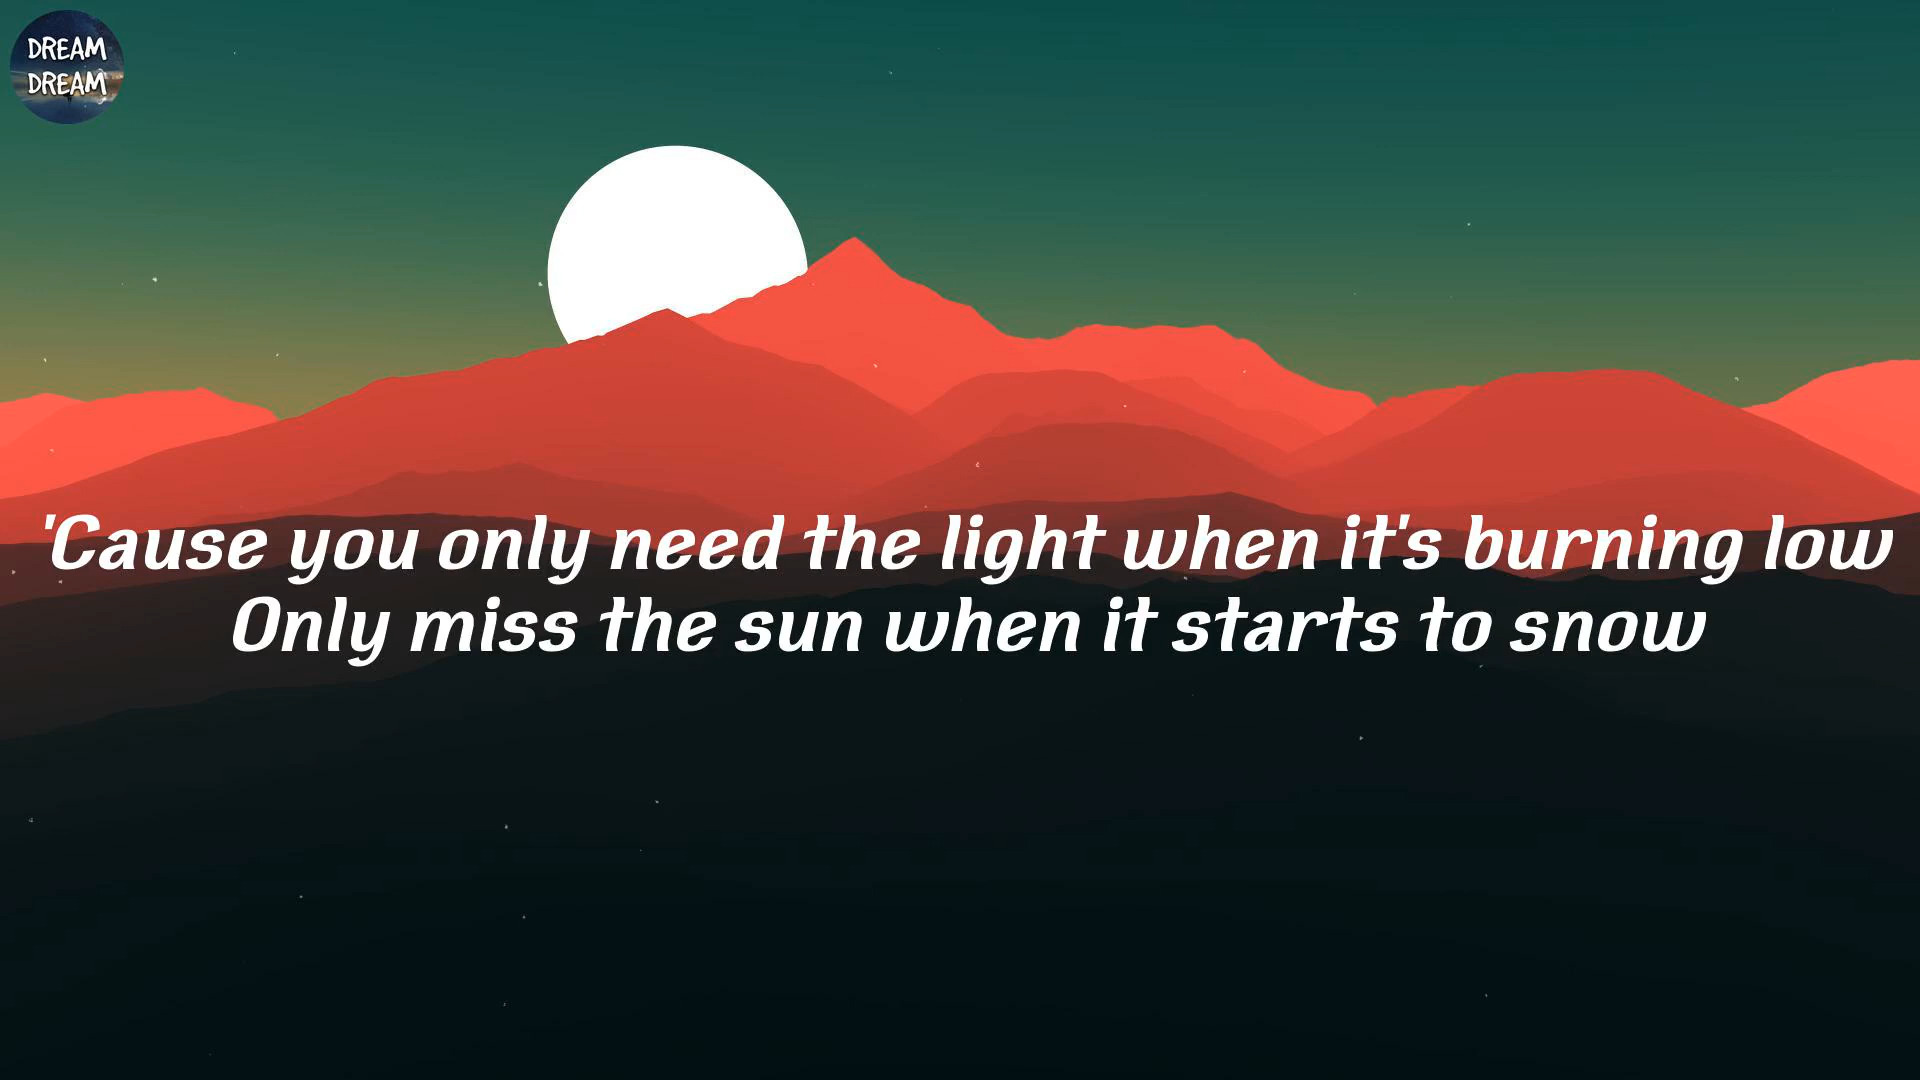 DREAM
DREAM
'Cause you only need the light when it's burning low
Only miss the sun when it starts to snow